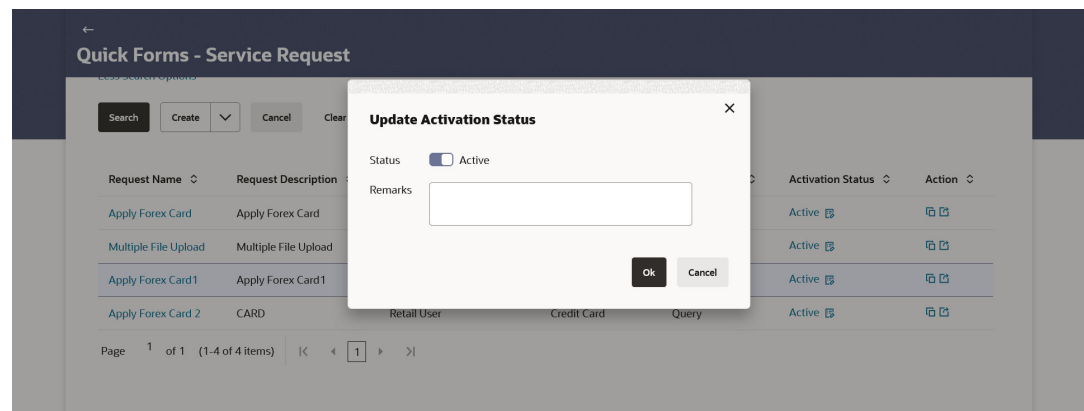 Quick Forms - Service Request
Less Search Options
Search Create Cancel Clear
Update Activation Status
Status Active
Remarks
Ok Cancel
Request Name Request Description Activation Status Action
Apply Forex Card Apply Forex Card Active
Multiple File Upload Multiple File Upload Active
Apply Forex Card1 Apply Forex Card1 Active
Apply Forex Card 2 CARD Retail User Credit Card Query Active
Page 1 of 1 (1-4 of 4 items) 1